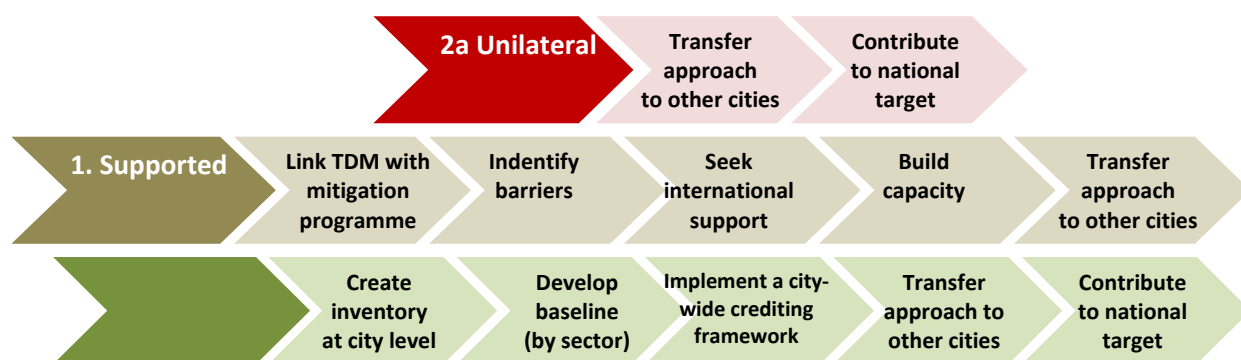 2a Unilateral
Transfer
approach
to other cities
Contribute
to national
target
1. Supported
Link TDM with
mitigation
programme
Indentify
barriers
Seek
international
support
Build
capacity
Transfer
approach
to other cities
Create
inventory
at city level
Develop
baseline
(by sector)
Implement a city-
wide crediting
framework
Transfer
approach to
other cities
Contribute
to national
target